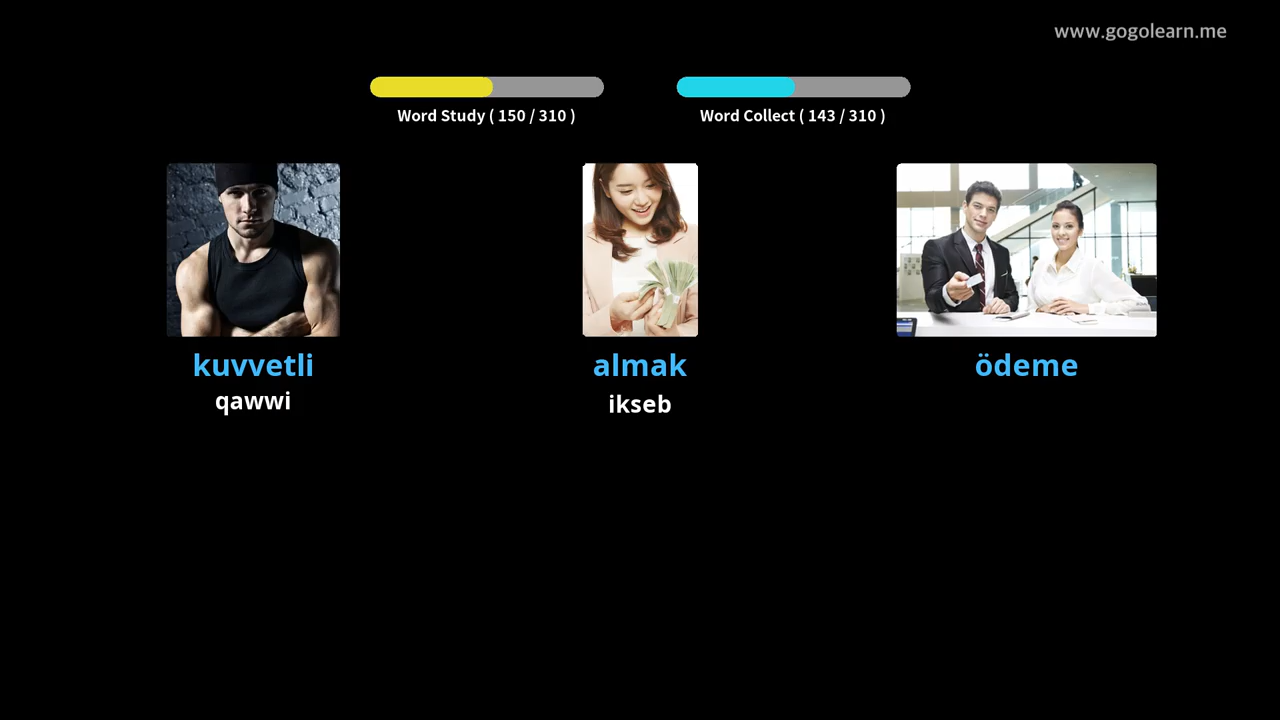 www.gogolearn.me
Word Study ( 150 / 310 )
Word Collect ( 143 / 310 )
kuvvetli
almak
ödeme
qawwi
ikseb